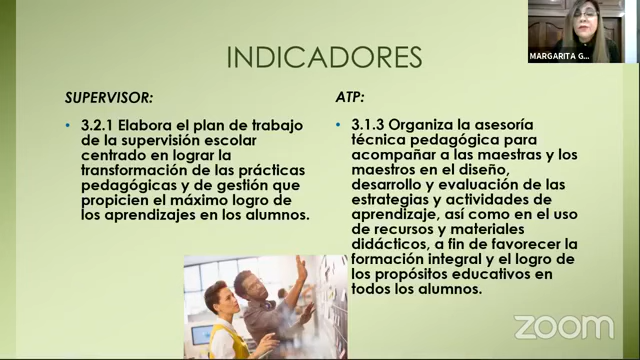 MARGARITA G...
INDICADORES
SUPERVISOR:
• 3.2.1 Elabora el plan de trabajo
de la supervisión escolar
centrado en lograr la
transformación de las prácticas
pedagógicas y de gestión que
propicien el máximo logro de
los aprendizajes en los alumnos.
ATP:
• 3.1.3 Organiza la asesoría
técnica pedagógica para
acompañar a las maestras y los
maestros en el diseño,
desarrollo y evaluación de las
estrategias y actividades de
aprendizaje, así como en el uso
de recursos y materiales
didácticos, a fin de favorecer la
formación integral y el logro de
los propósitos educativos en
todos los alumnos.
zoom